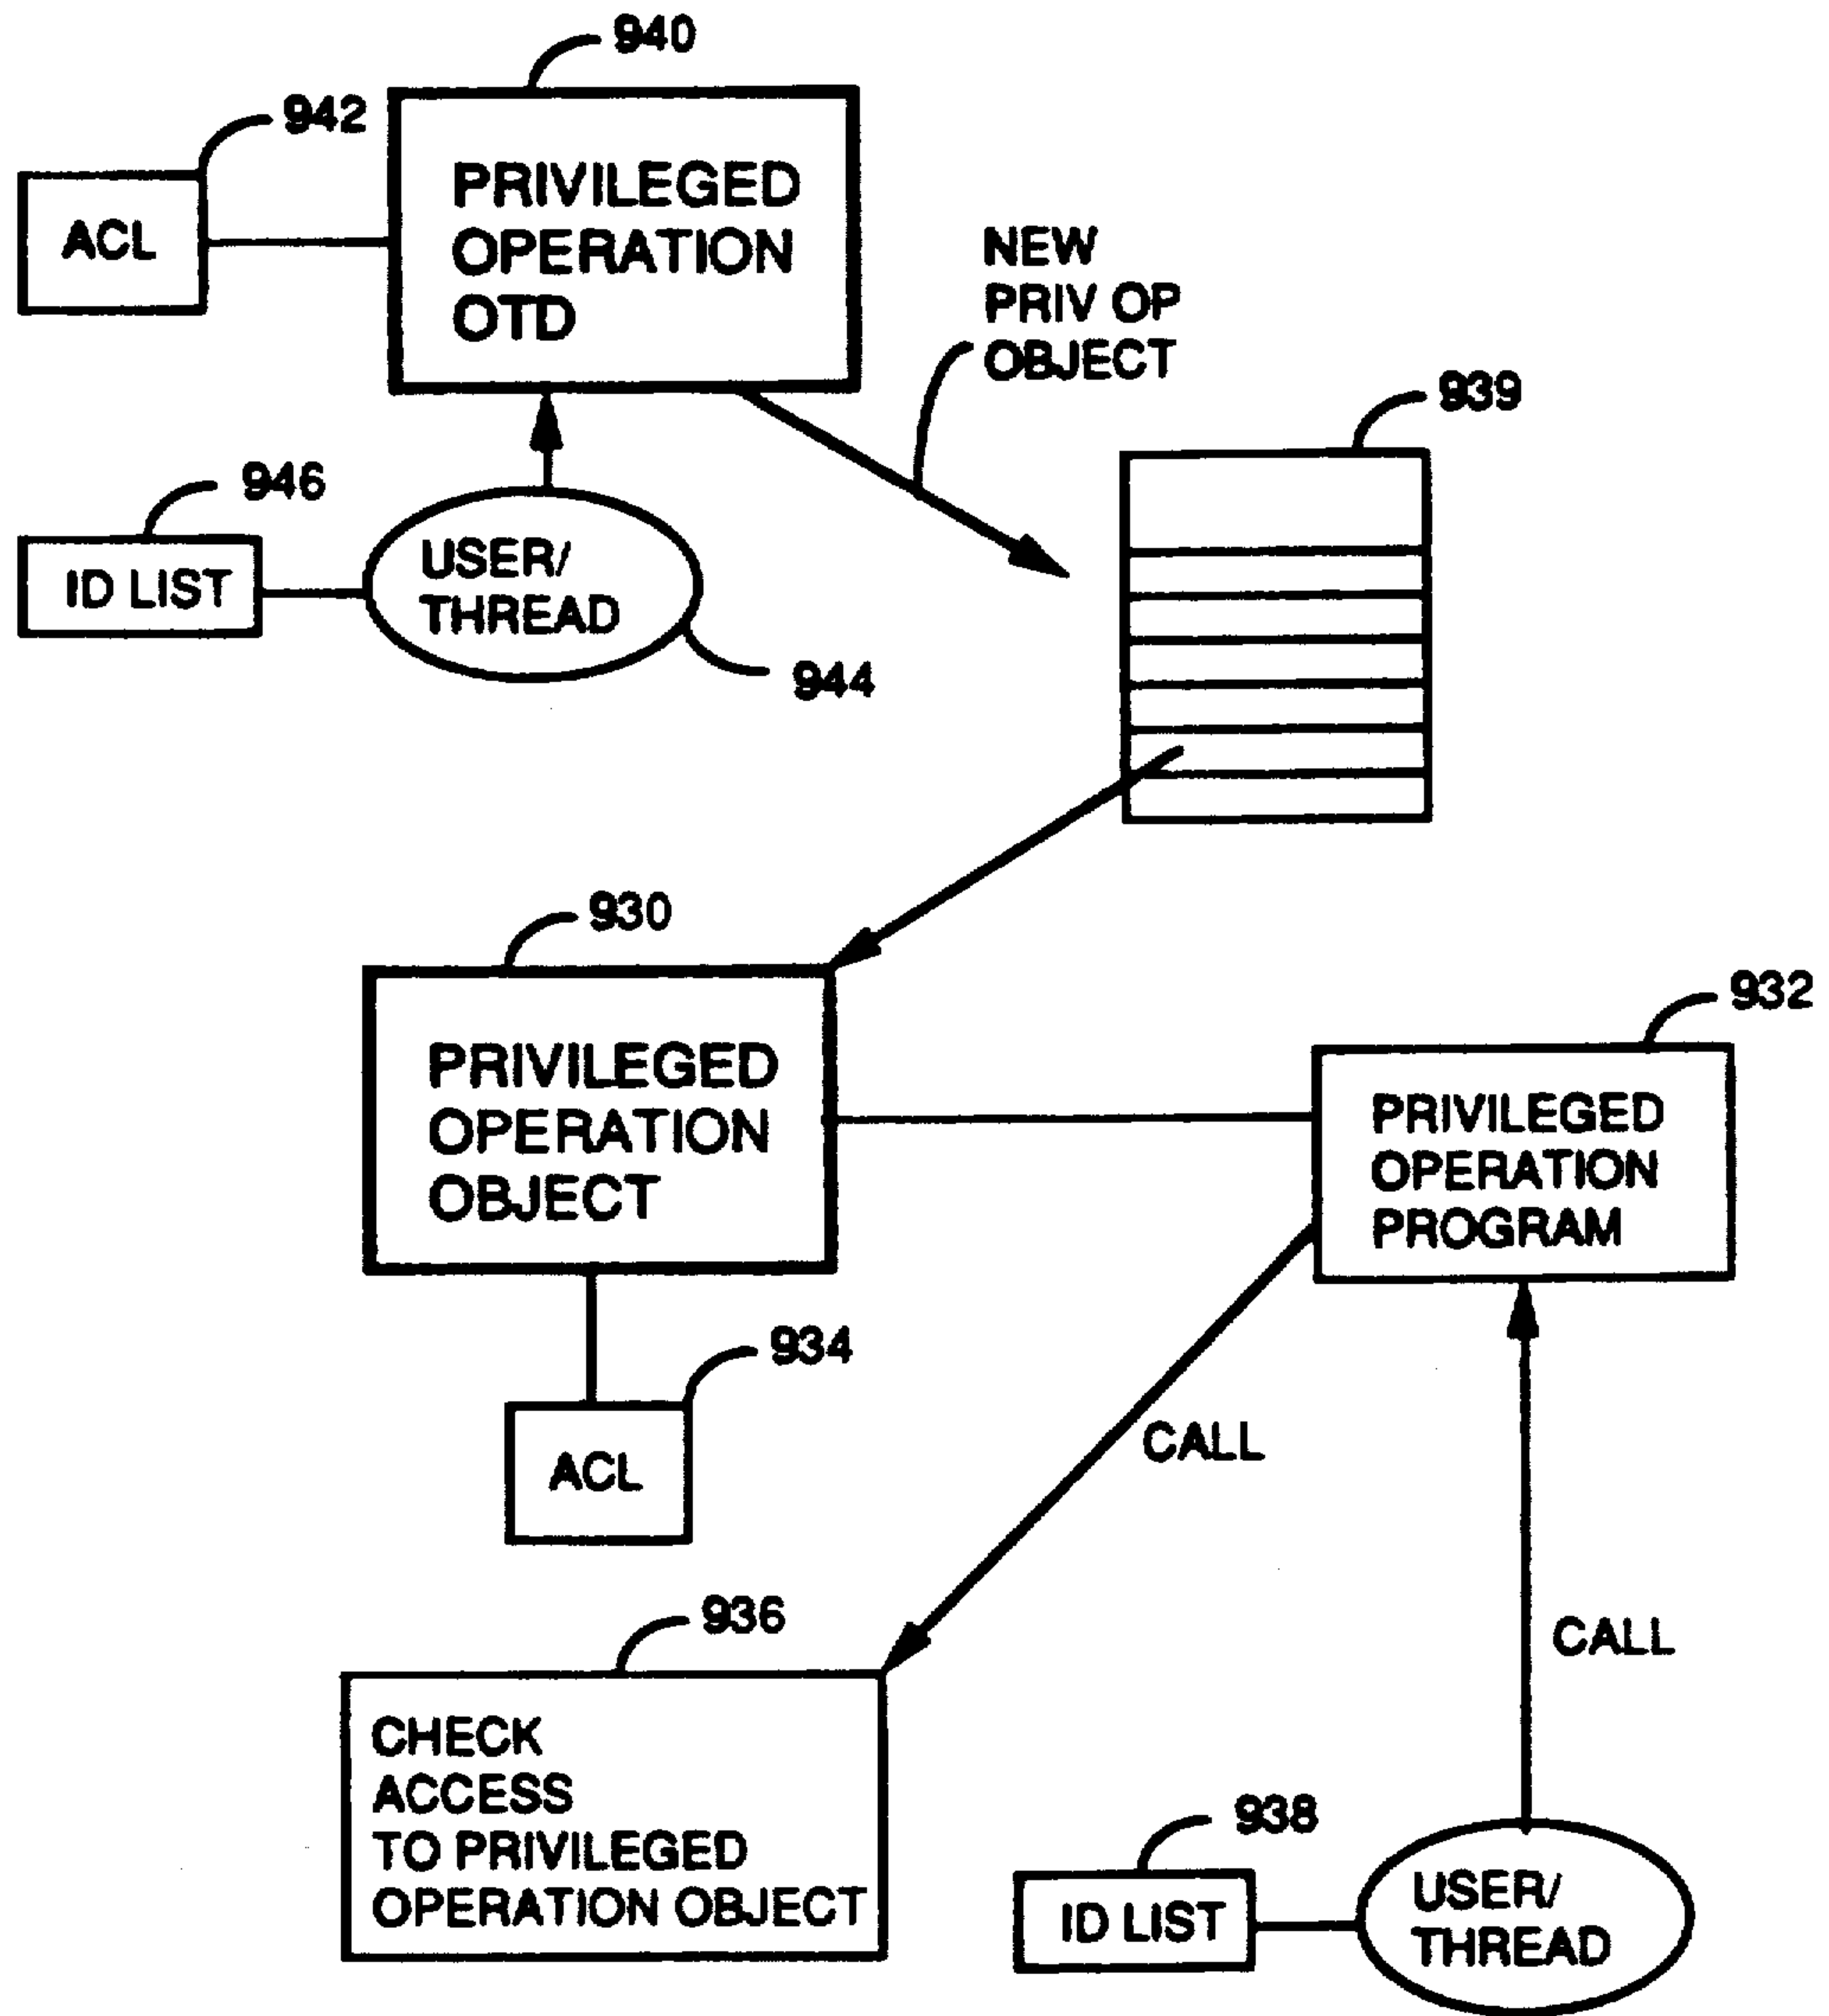 940
942
PRIVILEGED
OPERATION
OTD
ACL
NEW
PRIV OP
OBJECT
939
946
ID LIST
USER/
THREAD
944
930
PRIVILEGED
OPERATION
OBJECT
932
PRIVILEGED
OPERATION
PROGRAM
934
ACL
CALL
936
CALL
CHECK
ACCESS
TO PRIVILEGED
OPERATION OBJECT
938
ID LIST
USER/
THREAD